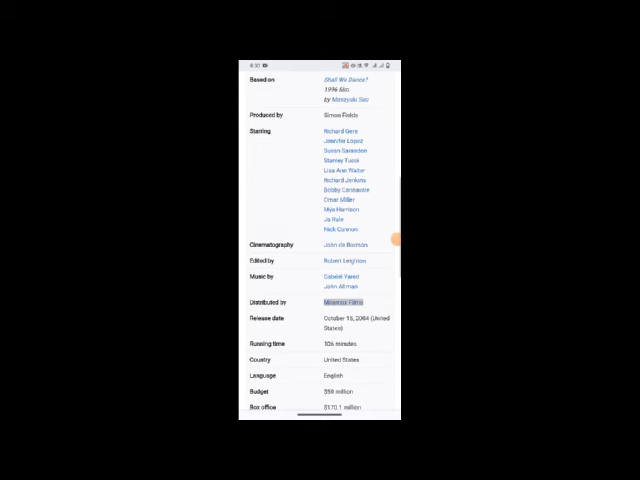 8:30
Based on
Shall We Dance?
1996 film
by Masayuki Suo
Produced by
Simon Fields
Starring
Richard Gere
Jennifer Lopez
Susan Sarandon
Stanley Tucci
Lisa Ann Walter
Richard Jenkins
Bobby Cannavale
Omar Miller
Mýa Harrison
Ja Rule
Nick Cannon
Cinematography
John de Borman
Edited by
Robert Leighton
Music by
Gabriel Yared
John Altman
Distributed by
Miramax Films
Release date
October 15, 2004 (United
States)
Running time
106 minutes
Country
United States
Language
English
Budget
$50 million
Box office
$170.1 million